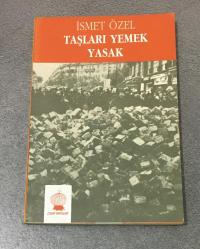 İSMET ÖZEL
TAŞLARI YEMEK
YASAK